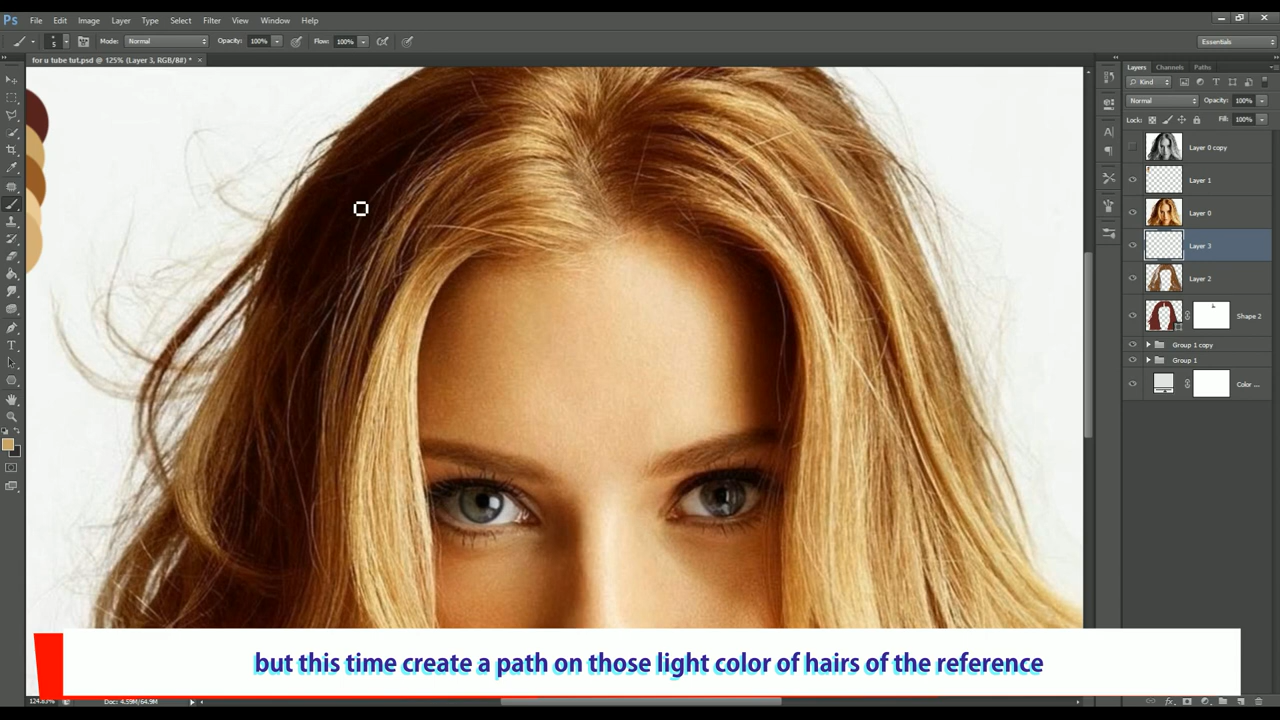 Ps File Edit Image Layer Type Select Filter View Window Help
5 Mode: Normal Opacity: 100% Flow: 100% Essentials
for u tube tut.psd @ 125% (Layer 3, RGB/8#) * ×
Layers Channels Paths
Kind
Normal Opacity: 100%
Lock: Fill: 100%
Layer 0 copy
Layer 1
Layer 0
Layer 3
Layer 2
Shape 2
Group 1 copy
Group 1
Color ...
but this time create a path on those light color of hairs of the reference
124.83% Doc: 4.59M/64.9M